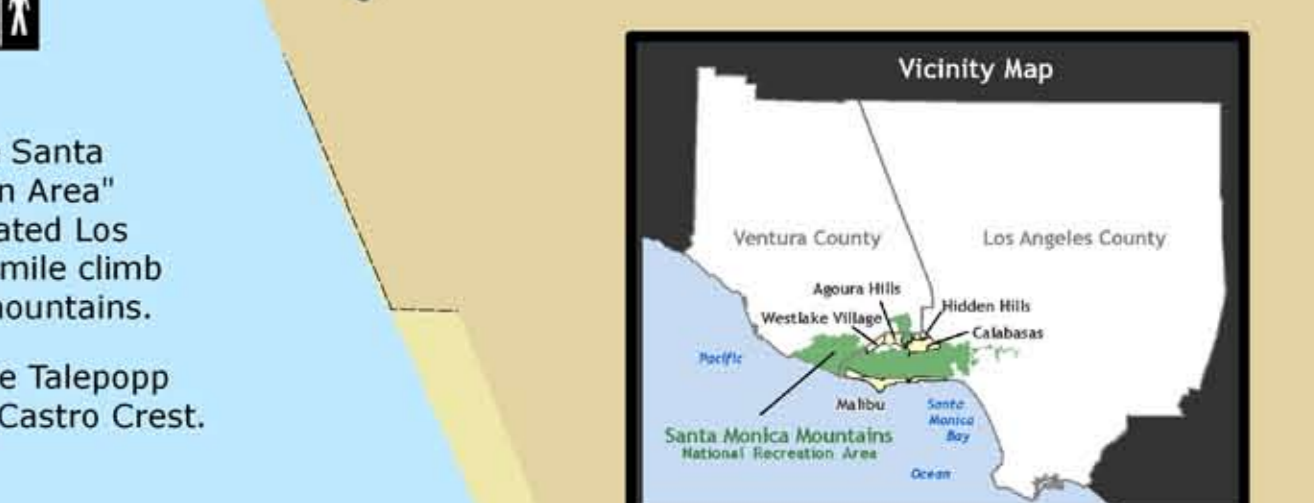 Santa
n Area"
ated Los
mile climb
ountains.
e Talepopp
Castro Crest.
Vicinity Map
Ventura County
Los Angeles County
Agoura Hills
Hidden Hills
Westlake Village
Calabasas
Pacific
Malibu
Santa
Monica
Bay
Santa Monica Mountains
National Recreation Area
Ocean